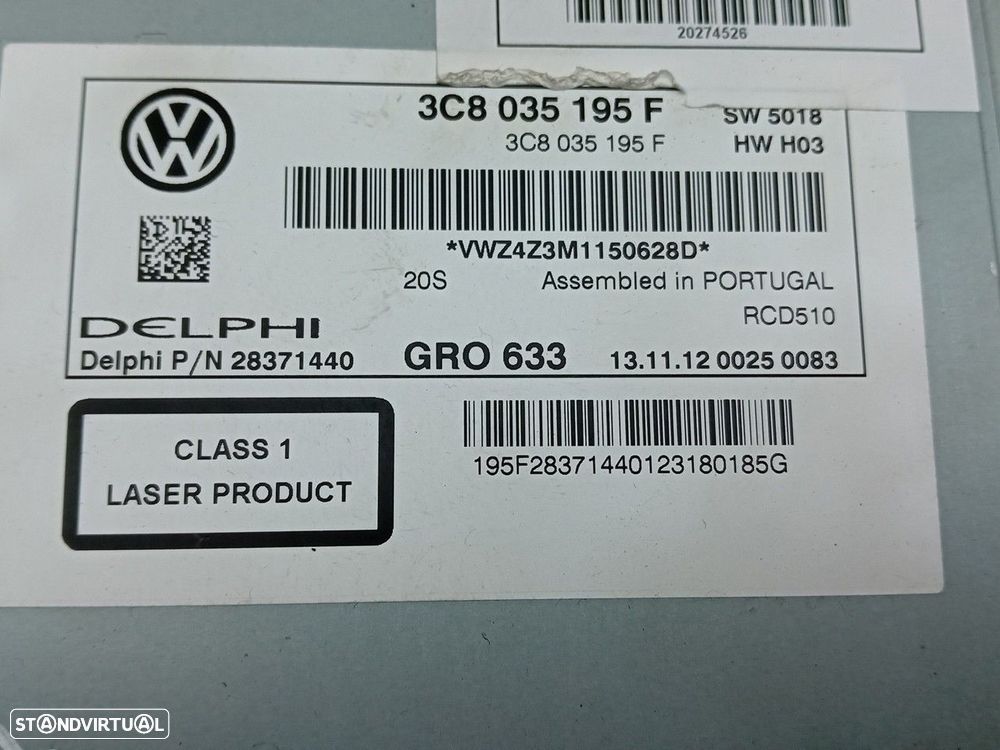 20274526
3C8 035 195 F SW 5018
3C8 035 195 F HW H03
*VWZ4Z3M1150628D*
20S Assembled in PORTUGAL
RCD510
DELPHI
Delphi P/N 28371440 GRO 633 13.11.12 0025 0083
CLASS 1
LASER PRODUCT
195F28371440123180185G
STANDVIRTUAL